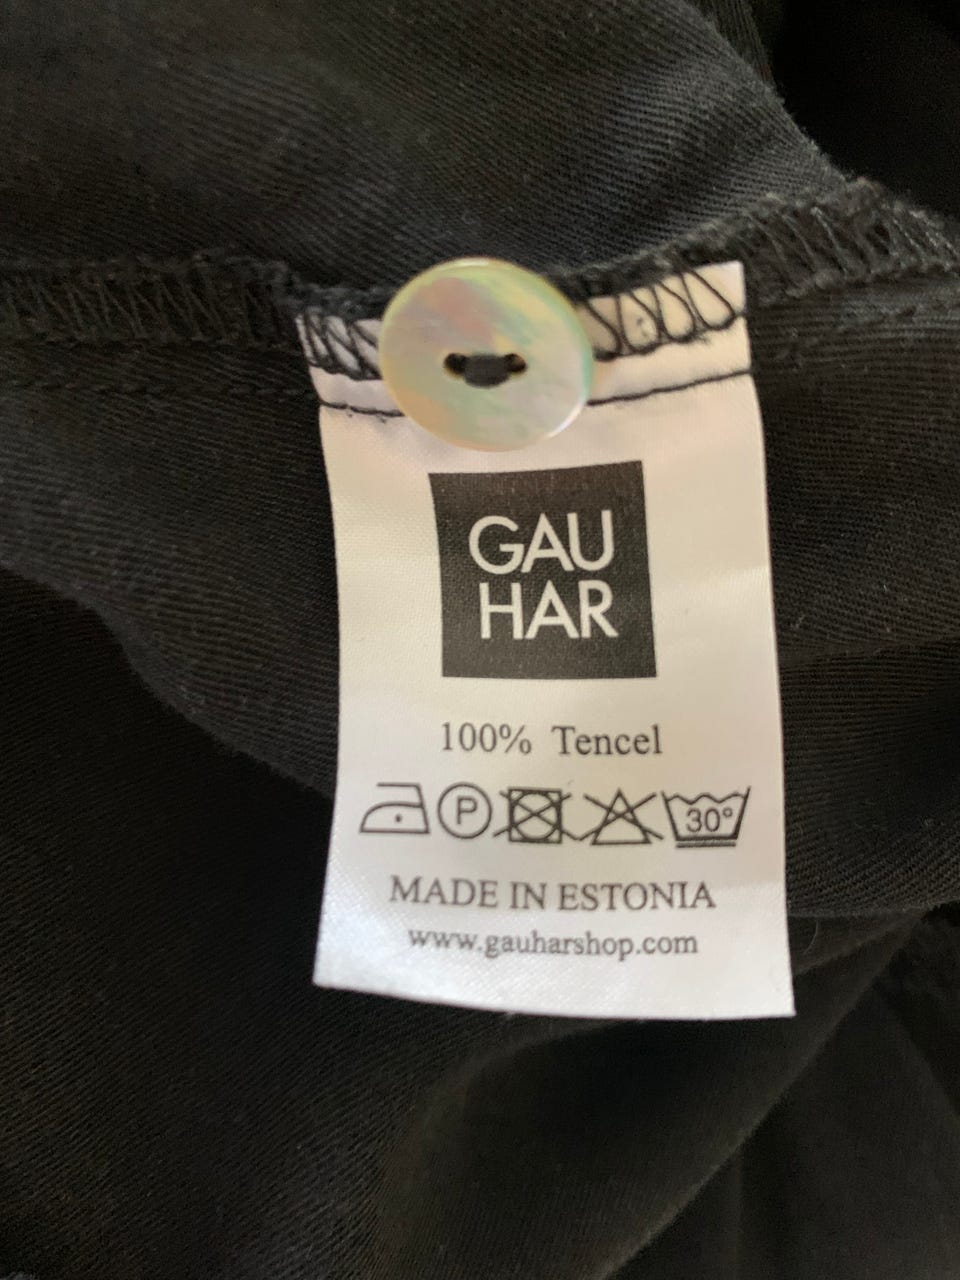 GAU
HAR
100% Tencel
P 30°
MADE IN ESTONIA
www.gauharshop.com